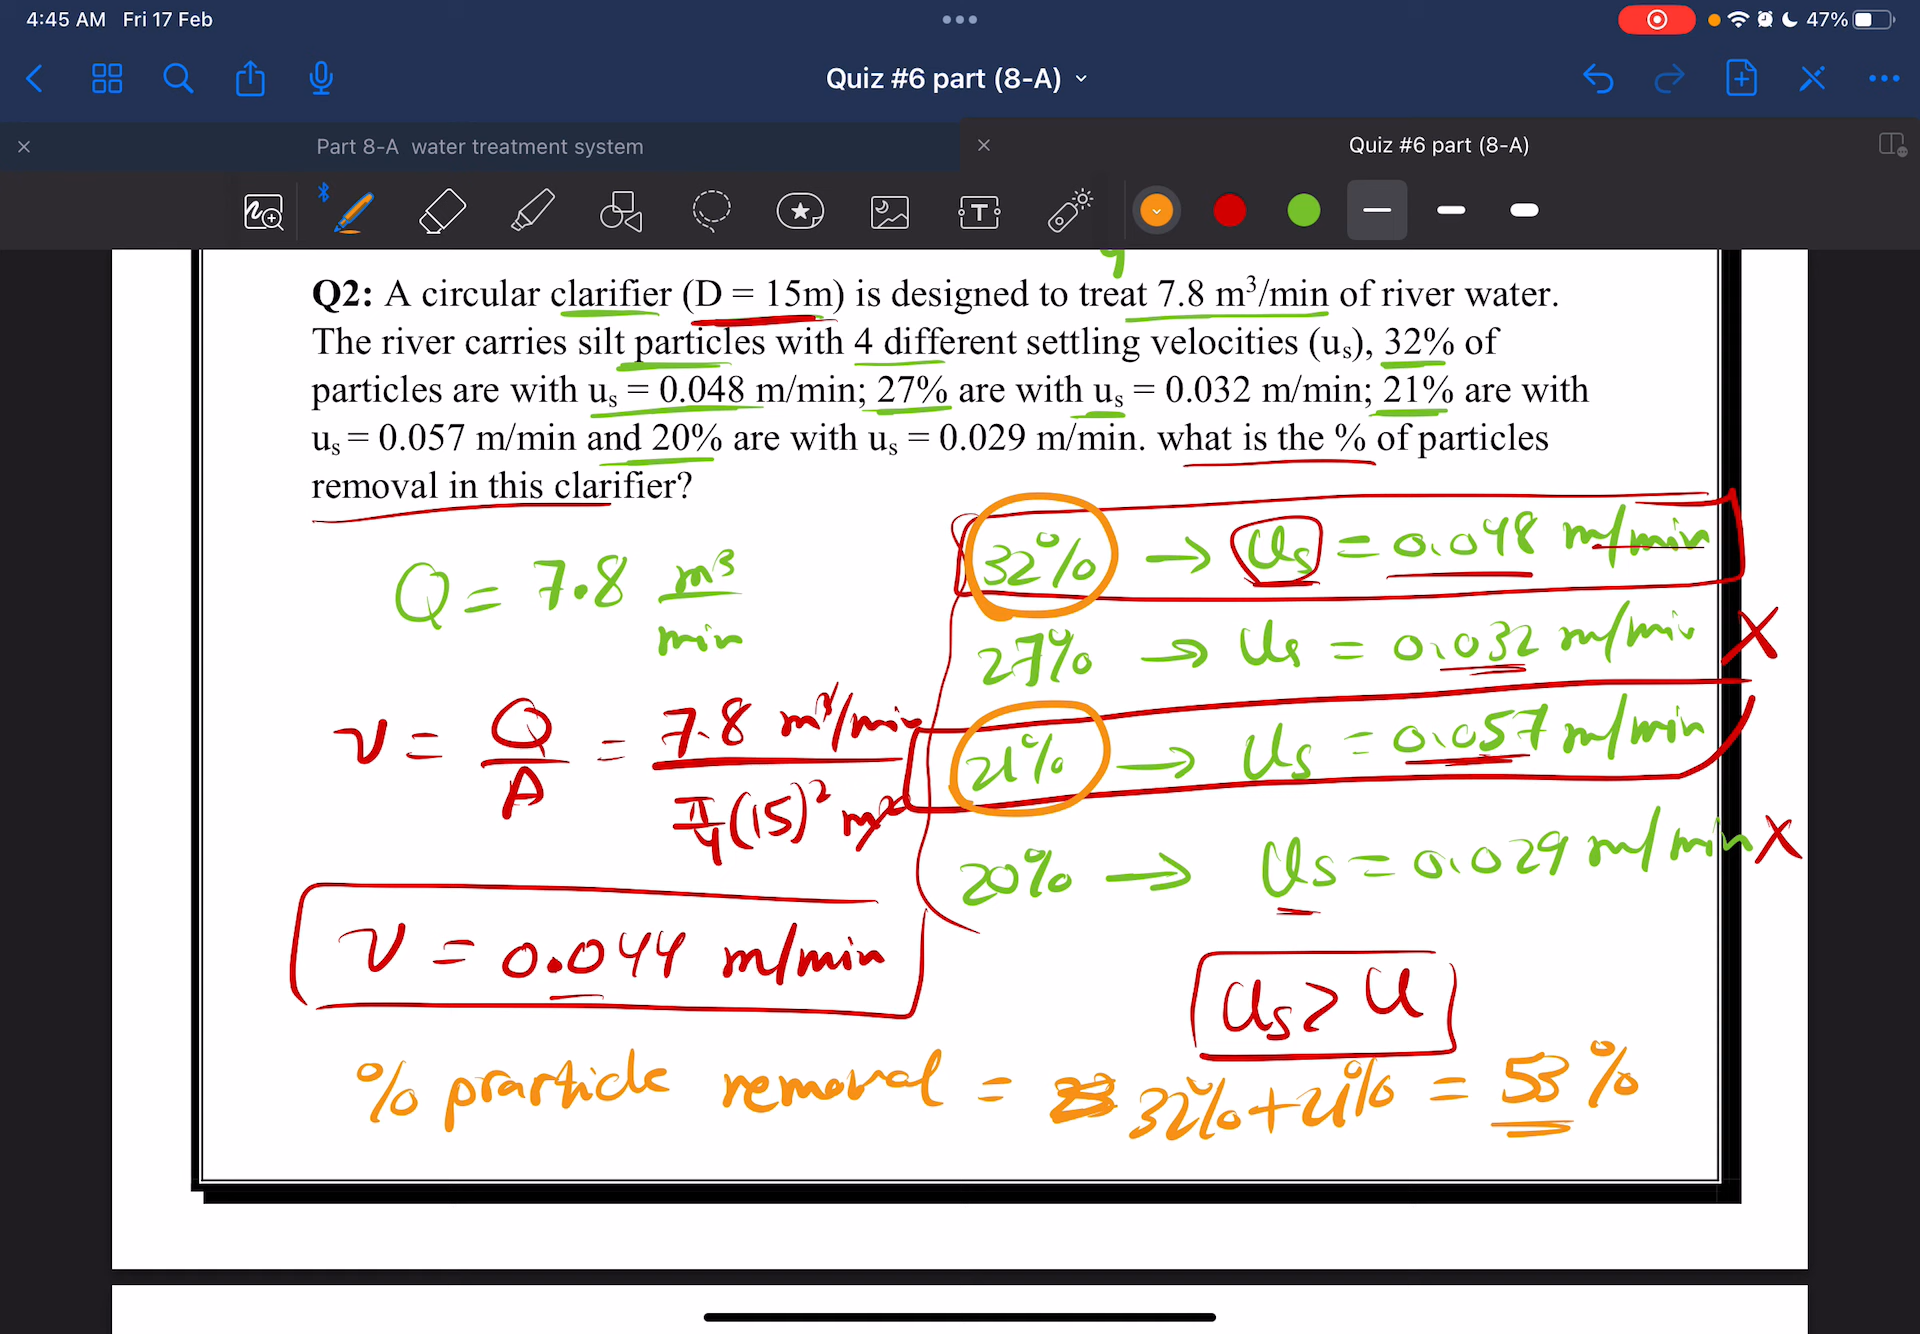 4:45 AM Fri 17 Feb
47%
Quiz #6 part (8-A)
Part 8-A water treatment system
Quiz #6 part (8-A)
T
Q2: A circular clarifier (D = 15m) is designed to treat 7.8 m³/min of river water.
The river carries silt particles with 4 different settling velocities (uₛ), 32% of
particles are with uₛ = 0.048 m/min; 27% are with uₛ = 0.032 m/min; 21% are with
uₛ = 0.057 m/min and 20% are with uₛ = 0.029 m/min. what is the % of particles
removal in this clarifier?
Q = 7.8 m³/min
32% → Us = 0.048 m/min
27% → Us = 0.032 m/min X
21% → Us = 0.057 m/min
20% → Us = 0.029 m/min X
v = Q/A = 7.8 m³/min / π/4 (15)² m²
v = 0.044 m/min
Us > U
% prarticle removal = 32% + 21% = 53%